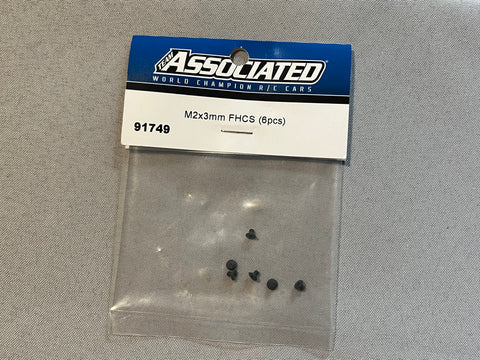 TEAM ASSOCIATED
WORLD CHAMPION R/C CARS
M2x3mm FHCS (6pcs)
91749